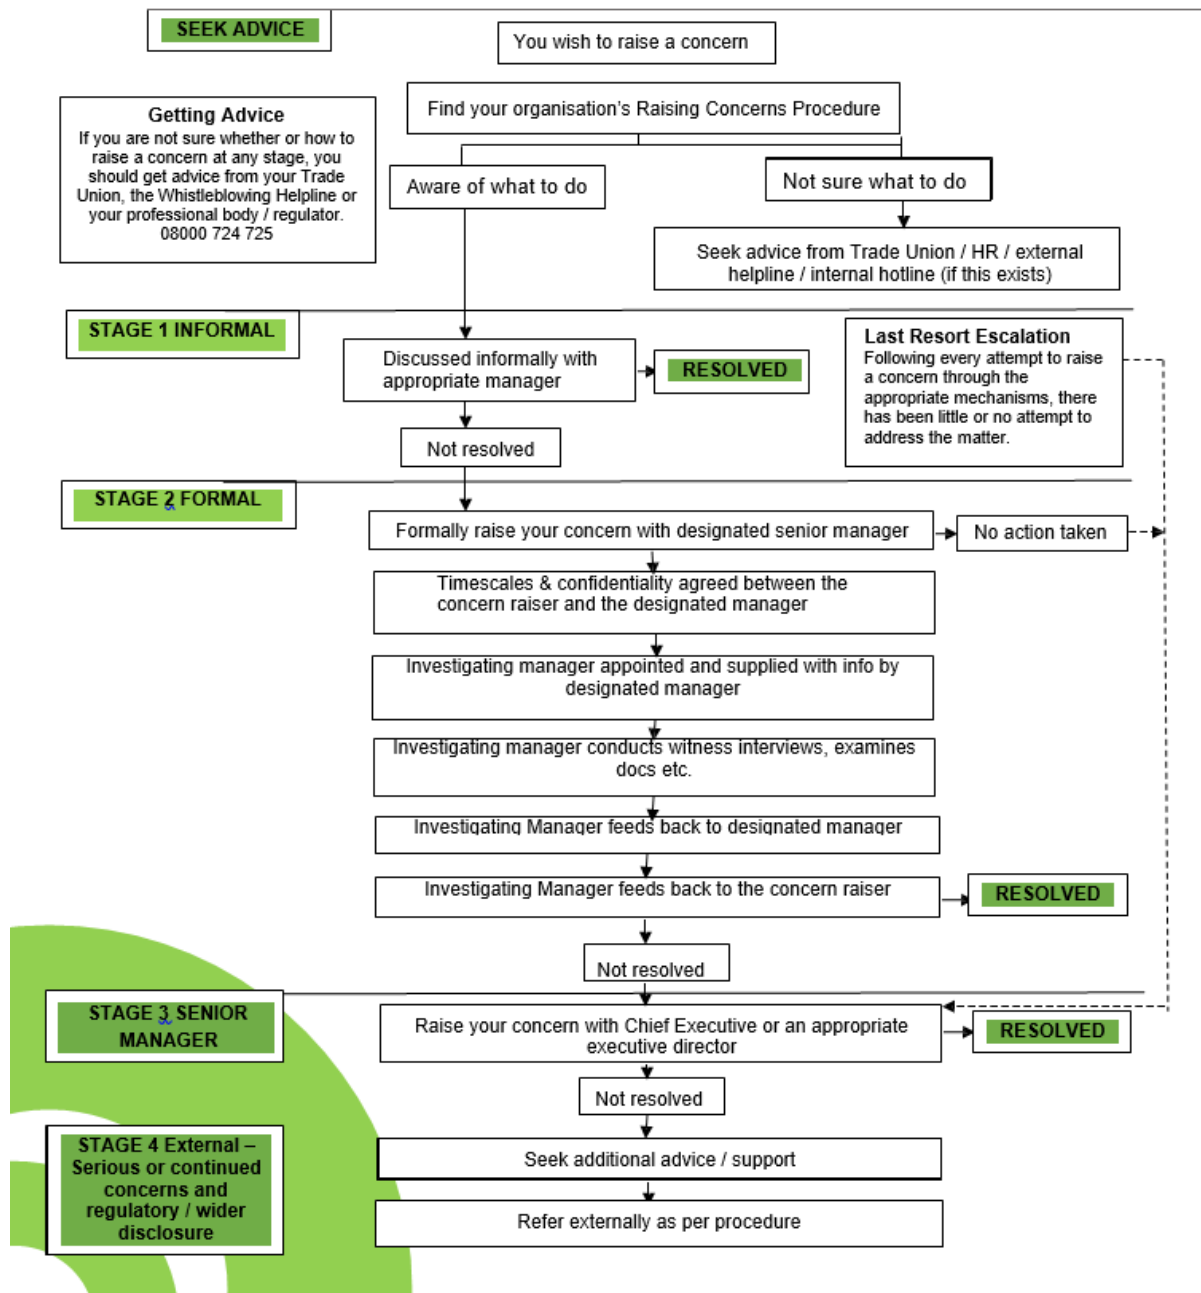 SEEK ADVICE
You wish to raise a concern
Find your organisation's Raising Concerns Procedure
Getting Advice
If you are not sure whether or how to
raise a concern at any stage, you
should get advice from your Trade
Union, the Whistleblowing Helpline or
your professional body / regulator.
08000 724 725
Aware of what to do
Not sure what to do
Seek advice from Trade Union / HR / external
helpline / internal hotline (if this exists)
STAGE 1 INFORMAL
Discussed informally with
appropriate manager
RESOLVED
Last Resort Escalation
Following every attempt to raise
a concern through the
appropriate mechanisms, there
has been little or no attempt to
address the matter.
Not resolved
STAGE 2 FORMAL
Formally raise your concern with designated senior manager
No action taken
Timescales & confidentiality agreed between the
concern raiser and the designated manager
Investigating manager appointed and supplied with info by
designated manager
Investigating manager conducts witness interviews, examines
docs etc.
Investigating Manager feeds back to designated manager
Investigating Manager feeds back to the concern raiser
RESOLVED
Not resolved
STAGE 3 SENIOR
MANAGER
Raise your concern with Chief Executive or an appropriate
executive director
RESOLVED
Not resolved
STAGE 4 External –
Serious or continued
concerns and
regulatory / wider
disclosure
Seek additional advice / support
Refer externally as per procedure